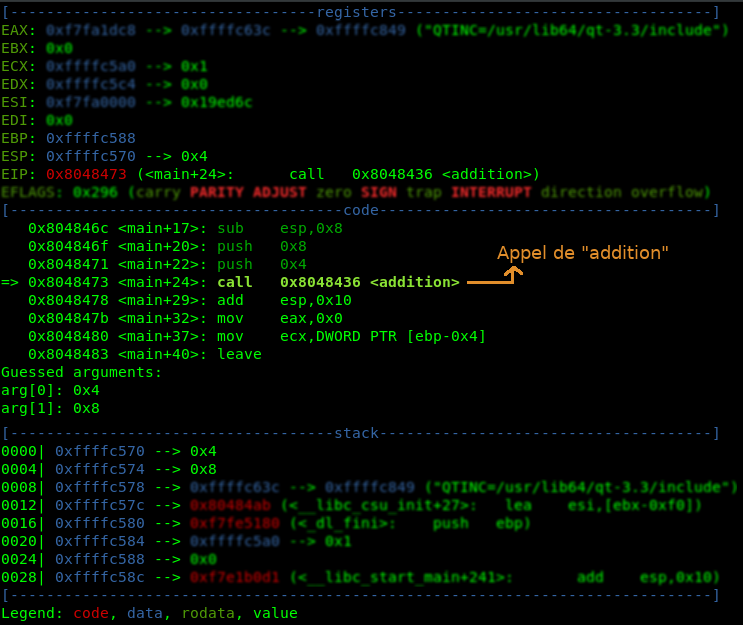 [----------------------------------registers-----------------------------------]
EAX: 0xf7fa1dc8 --> 0xffffc63c --> 0xffffc849 ("QTINC=/usr/lib64/qt-3.3/include")
EBX: 0x0
ECX: 0xffffc5a0 --> 0x1
EDX: 0xffffc5c4 --> 0x0
ESI: 0xf7fa0000 --> 0x19ed6c
EDI: 0x0
EBP: 0xffffc588
ESP: 0xffffc570 --> 0x4
EIP: 0x8048473 (<main+24>:      call   0x8048436 <addition>)
EFLAGS: 0x296 (carry PARITY ADJUST zero SIGN trap INTERRUPT direction overflow)
[-------------------------------------code-------------------------------------]
   0x804846c <main+17>: sub    esp,0x8
   0x804846f <main+20>: push   0x8
   0x8048471 <main+22>: push   0x4
Appel de "addition"
=> 0x8048473 <main+24>: call   0x8048436 <addition>
   0x8048478 <main+29>: add    esp,0x10
   0x804847b <main+32>: mov    eax,0x0
   0x8048480 <main+37>: mov    ecx,DWORD PTR [ebp-0x4]
   0x8048483 <main+40>: leave
Guessed arguments:
arg[0]: 0x4
arg[1]: 0x8
[------------------------------------stack-------------------------------------]
0000| 0xffffc570 --> 0x4
0004| 0xffffc574 --> 0x8
0008| 0xffffc578 --> 0xffffc63c --> 0xffffc849 ("QTINC=/usr/lib64/qt-3.3/include")
0012| 0xffffc57c --> 0x80484ab (<__libc_csu_init+27>:   lea    esi,[ebx-0xf0])
0016| 0xffffc580 --> 0xf7fe5180 (<_dl_fini>:    push   ebp)
0020| 0xffffc584 --> 0xffffc5a0 --> 0x1
0024| 0xffffc588 --> 0x0
0028| 0xffffc58c --> 0xf7e1b0d1 (<__libc_start_main+241>:       add    esp,0x10)
[------------------------------------------------------------------------------]
Legend: code, data, rodata, value